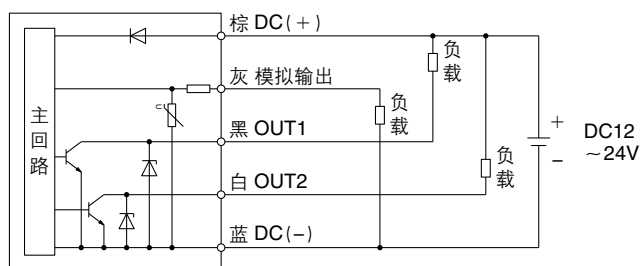 棕 DC(+)
灰 模拟输出
黑 OUT1
白 OUT2
蓝 DC(−)
主回路
负载
负载
负载
+
−
DC12
~24V